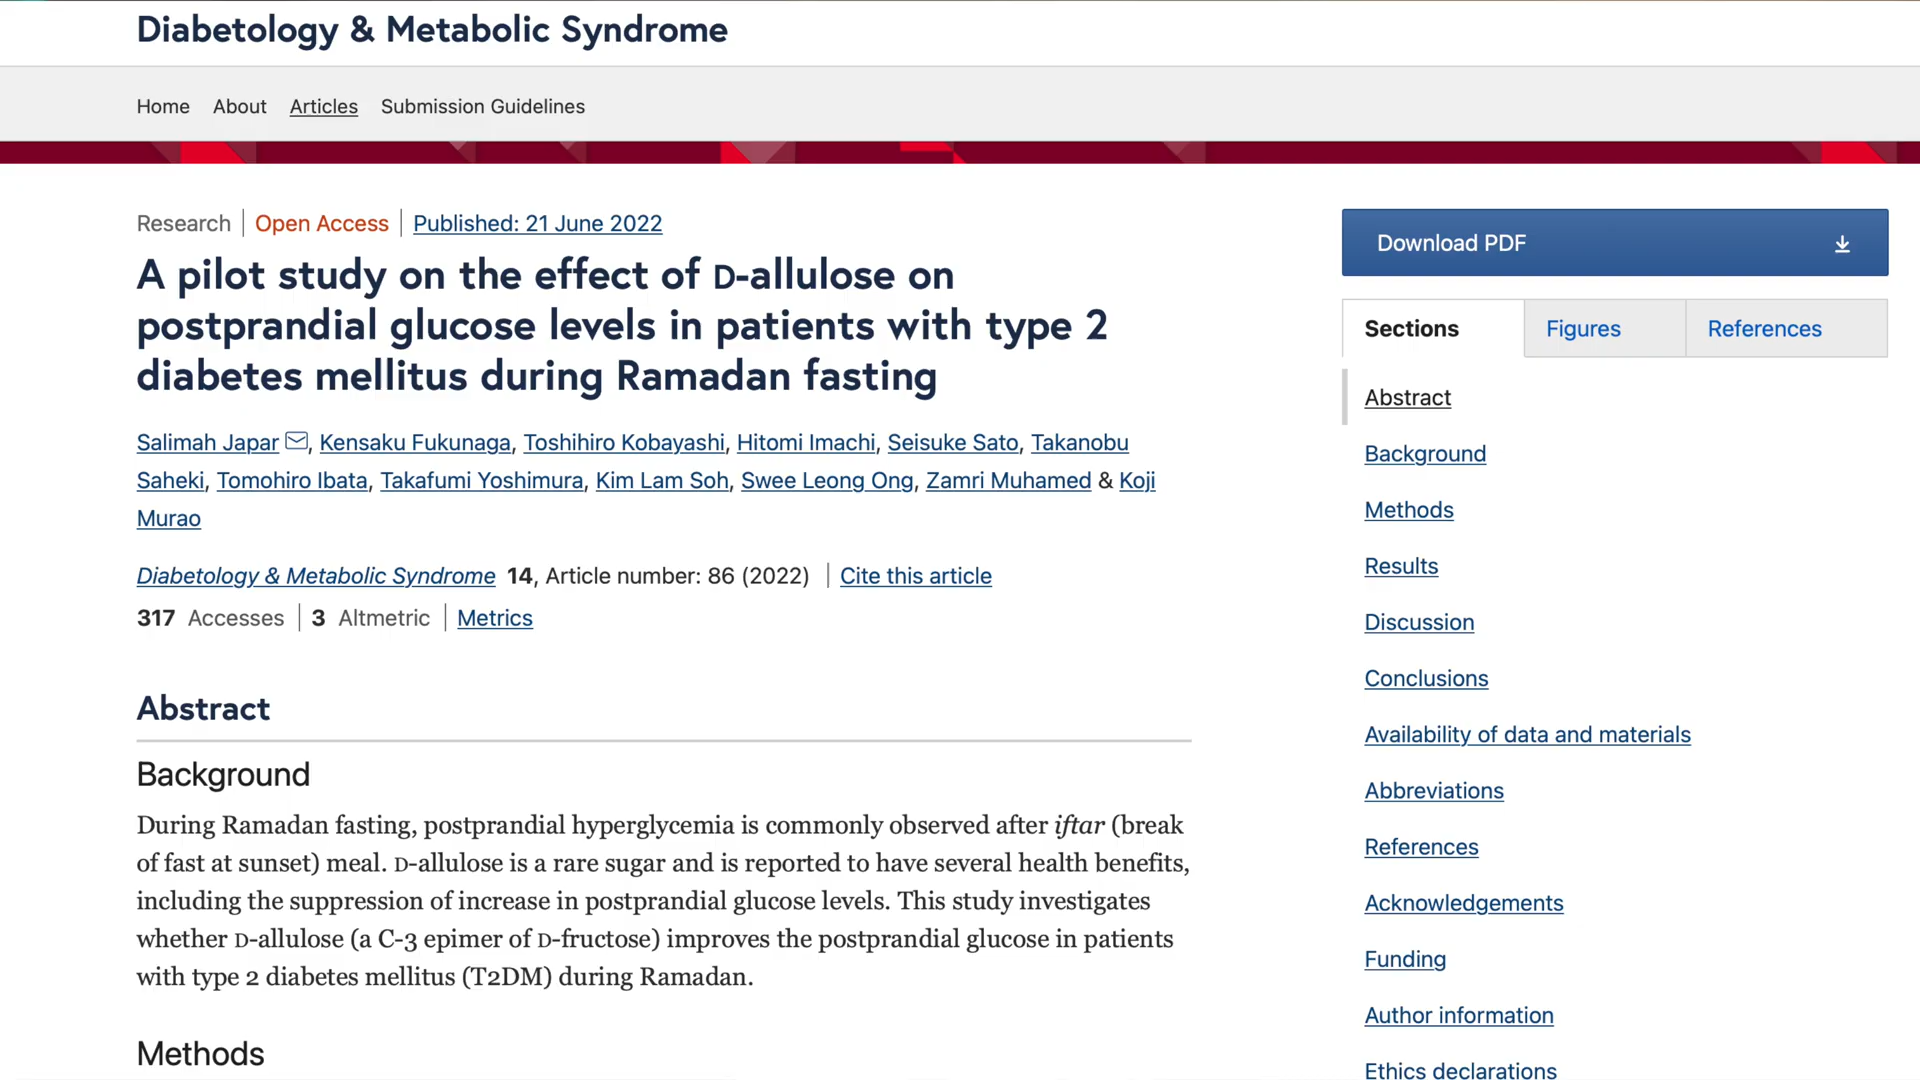 Diabetology & Metabolic Syndrome
Home About Articles Submission Guidelines
Research Open Access Published: 21 June 2022
A pilot study on the effect of D-allulose on
postprandial glucose levels in patients with type 2
diabetes mellitus during Ramadan fasting
Salimah Japar, Kensaku Fukunaga, Toshihiro Kobayashi, Hitomi Imachi, Seisuke Sato, Takanobu
Saheki, Tomohiro Ibata, Takafumi Yoshimura, Kim Lam Soh, Swee Leong Ong, Zamri Muhamed & Koji
Murao
Diabetology & Metabolic Syndrome 14, Article number: 86 (2022) Cite this article
317 Accesses 3 Altmetric Metrics
Abstract
Background
During Ramadan fasting, postprandial hyperglycemia is commonly observed after iftar (break
of fast at sunset) meal. D-allulose is a rare sugar and is reported to have several health benefits,
including the suppression of increase in postprandial glucose levels. This study investigates
whether D-allulose (a C-3 epimer of D-fructose) improves the postprandial glucose in patients
with type 2 diabetes mellitus (T2DM) during Ramadan.
Methods
Download PDF
Sections Figures References
Abstract
Background
Methods
Results
Discussion
Conclusions
Availability of data and materials
Abbreviations
References
Acknowledgements
Funding
Author information
Ethics declarations